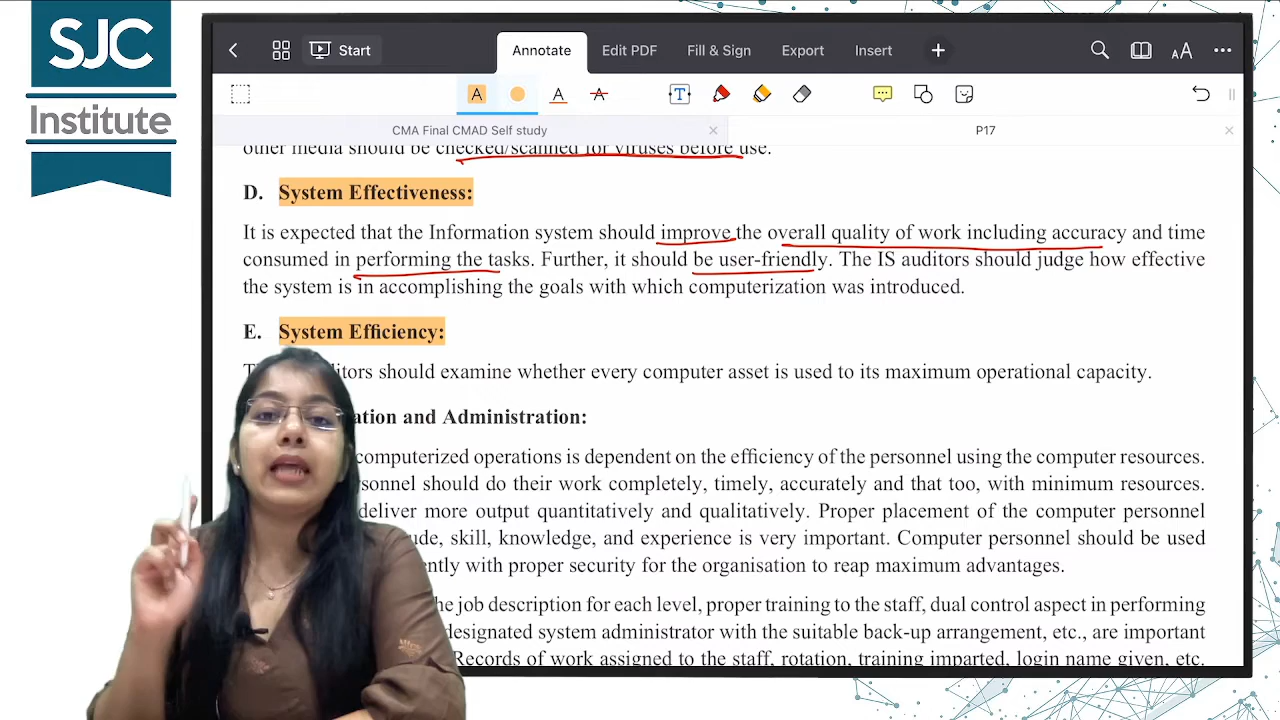 SJC
Institute
Start
Annotate
Edit PDF
Fill & Sign
Export
Insert
CMA Final CMAD Self study
P17
other media should be checked/scanned for viruses before use.
D. System Effectiveness:
It is expected that the Information system should improve the overall quality of work including accuracy and time
consumed in performing the tasks. Further, it should be user-friendly. The IS auditors should judge how effective
the system is in accomplishing the goals with which computerization was introduced.
E. System Efficiency:
should examine whether every computer asset is used to its maximum operational capacity.
and Administration:
computerized operations is dependent on the efficiency of the personnel using the computer resources.
should do their work completely, timely, accurately and that too, with minimum resources.
deliver more output quantitatively and qualitatively. Proper placement of the computer personnel
skill, knowledge, and experience is very important. Computer personnel should be used
with proper security for the organisation to reap maximum advantages.
the job description for each level, proper training to the staff, dual control aspect in performing
designated system administrator with the suitable back-up arrangement, etc., are important
Records of work assigned to the staff, rotation, training imparted, login name given, etc.